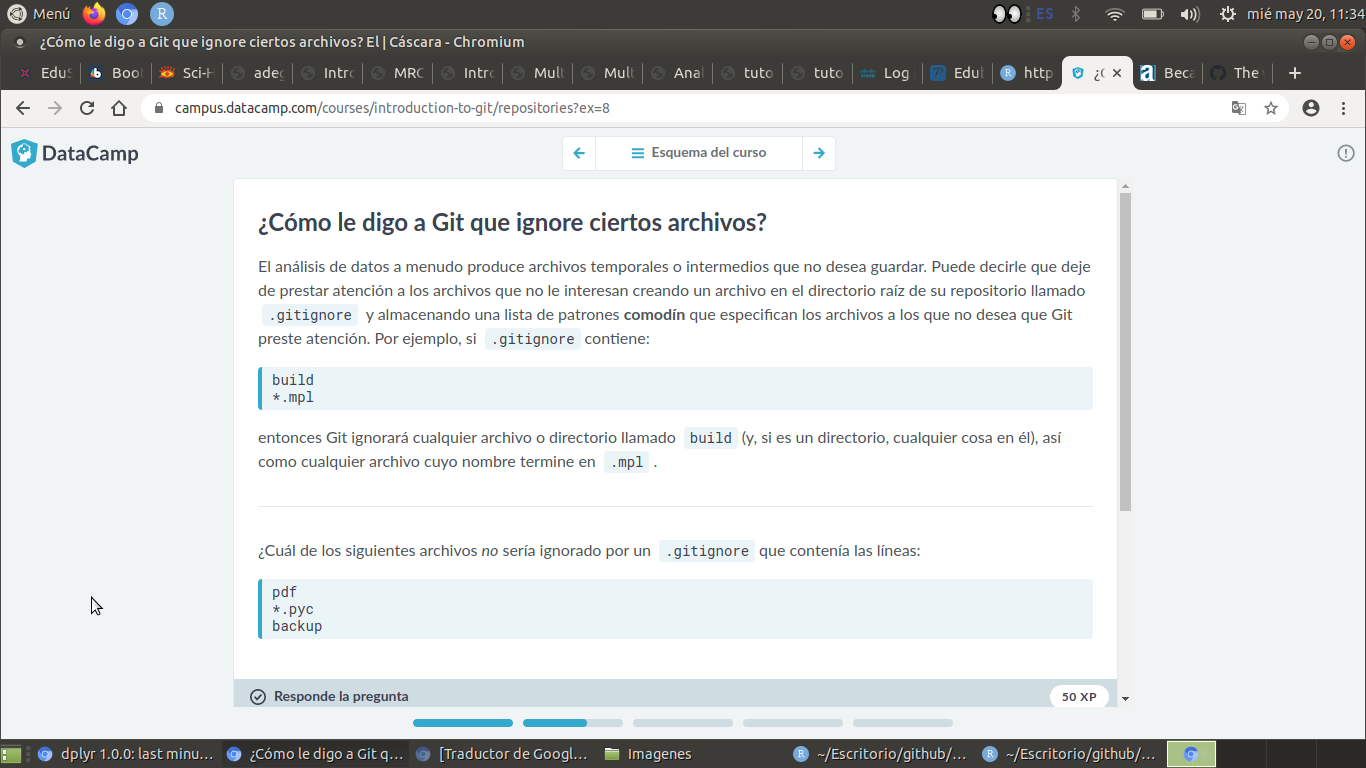 Menú
ES
mié may 20, 11:34
¿Cómo le digo a Git que ignore ciertos archivos? El | Cáscara - Chromium
EduS
Boot
Sci-H
adeg
Intro
MRC
Intro
Mult
Mult
Anal
tuto
tuto
Log
EduB
http
¿C
Beca
The
campus.datacamp.com/courses/introduction-to-git/repositories?ex=8
DataCamp
Esquema del curso
¿Cómo le digo a Git que ignore ciertos archivos?
El análisis de datos a menudo produce archivos temporales o intermedios que no desea guardar. Puede decirle que deje
de prestar atención a los archivos que no le interesan creando un archivo en el directorio raíz de su repositorio llamado
.gitignore y almacenando una lista de patrones comodín que especifican los archivos a los que no desea que Git
preste atención. Por ejemplo, si .gitignore contiene:
build
*.mpl
entonces Git ignorará cualquier archivo o directorio llamado build (y, si es un directorio, cualquier cosa en él), así
como cualquier archivo cuyo nombre termine en .mpl .
¿Cuál de los siguientes archivos no sería ignorado por un .gitignore que contenía las líneas:
pdf
*.pyc
backup
Responde la pregunta
50 XP
dplyr 1.0.0: last minu...
¿Cómo le digo a Git q...
[Traductor de Googl...
Imagenes
~/Escritorio/github/...
~/Escritorio/github/...